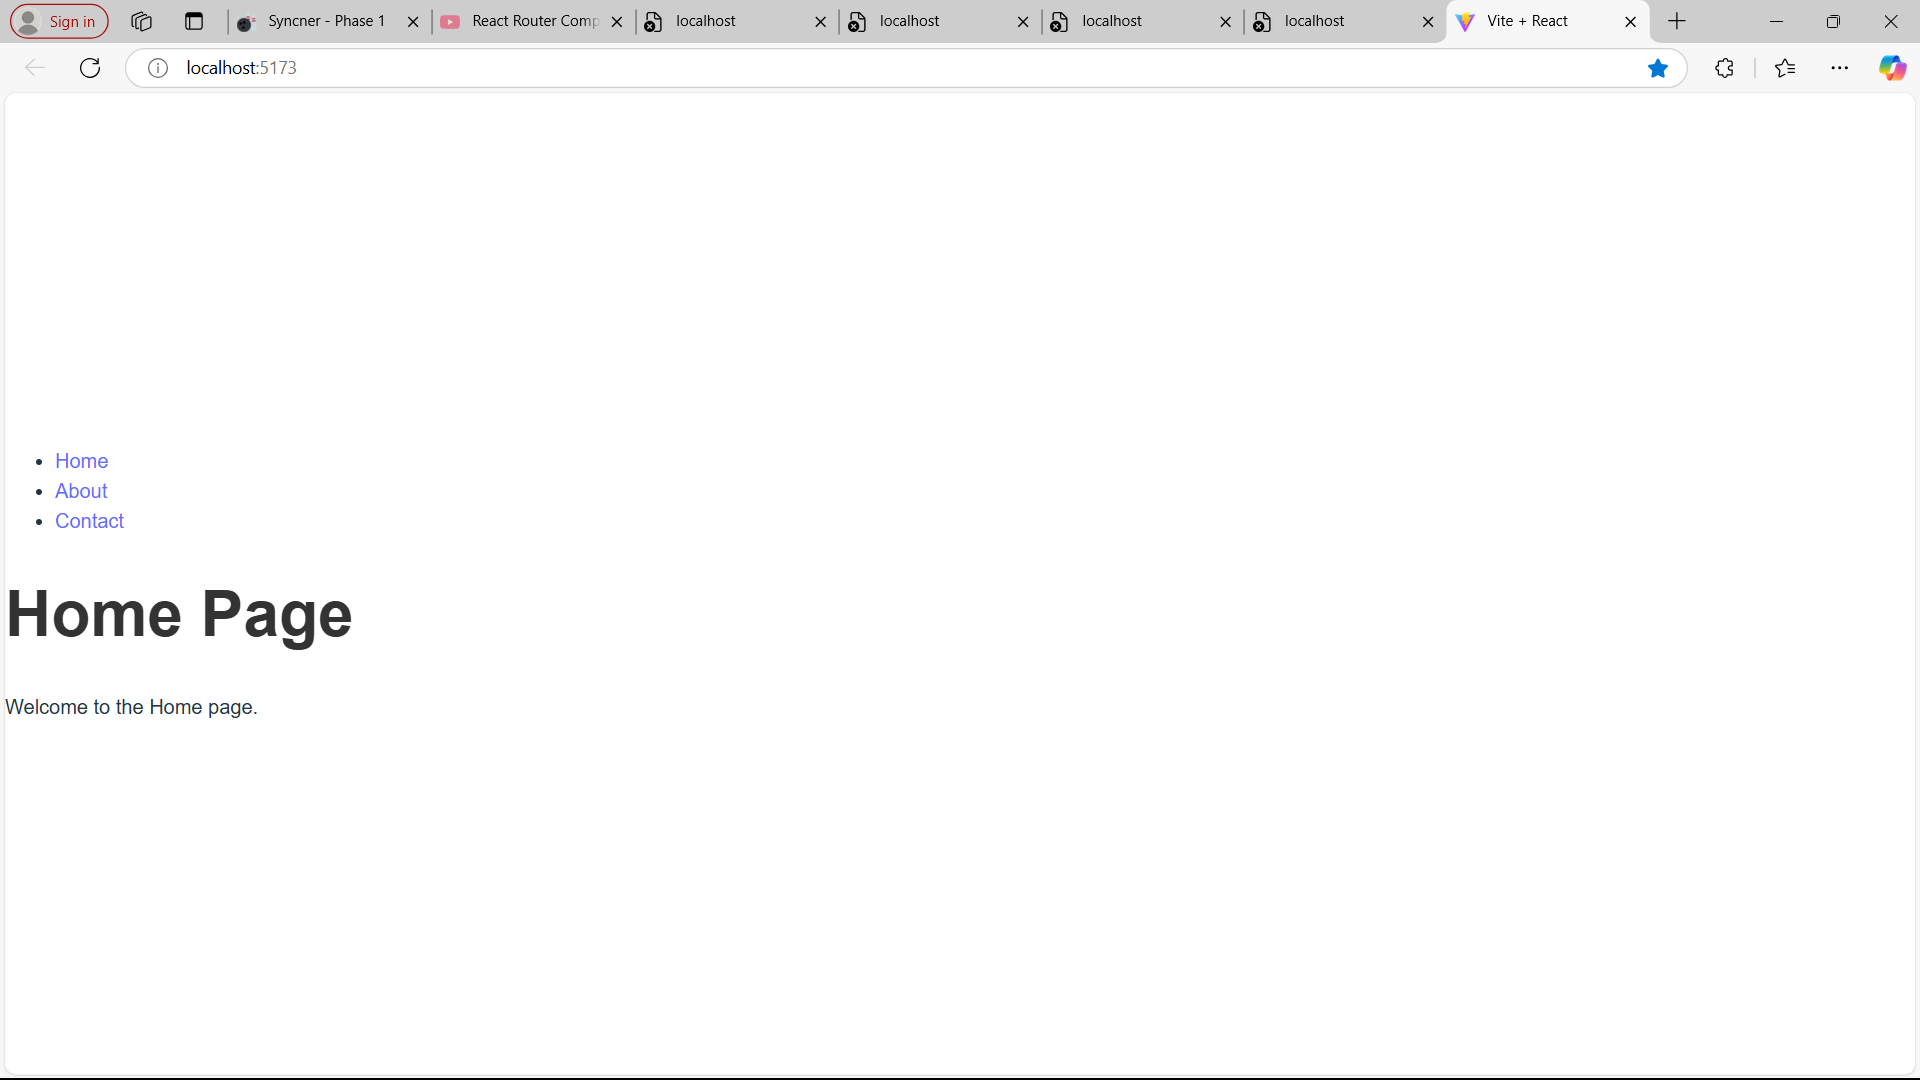 Sign in
Syncner - Phase 1
React Router Comp
localhost
localhost
localhost
localhost
Vite + React
localhost:5173
Home
About
Contact
Home Page
Welcome to the Home page.